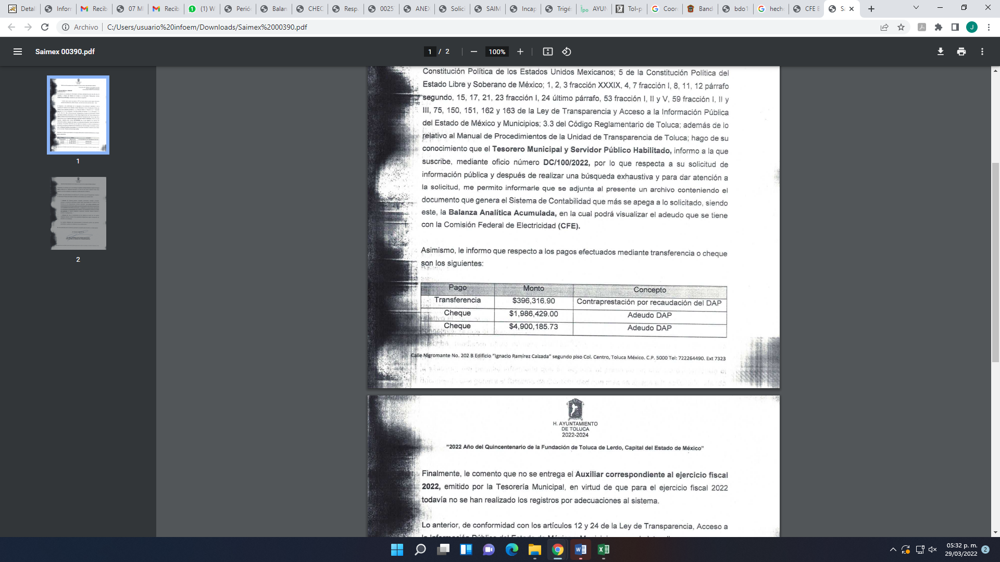 Detal
Inforr
Recib
07 M
Recib
(1) W
Perió
Balan
CHEC
Resp.
0025
ANEX
Solici
SAIM
Incap
Trigé
AYUN
Tol-p
Coor
Band
bdo1
hech
CFE E
Sa
Archivo C:/Users/usuario%20infoem/Downloads/Saimex%2000390.pdf
J
Saimex 00390.pdf
1 / 2
100%
1
2
Constitución Política de los Estados Unidos Mexicanos; 5 de la Constitución Política del
Estado Libre y Soberano de México; 1, 2, 3 fracción XXXIX, 4, 7 fracción I, 8, 11, 12 párrafo
segundo, 15, 17, 21, 23 fracción I, 24 último párrafo, 53 fracción I, II y V, 59 fracción I, II y
III, 75, 150, 151, 162 y 163 de la Ley de Transparencia y Acceso a la Información Pública
del Estado de México y Municipios; 3.3 del Código Reglamentario de Toluca; además de lo
relativo al Manual de Procedimientos de la Unidad de Transparencia de Toluca; hago de su
conocimiento que el Tesorero Municipal y Servidor Público Habilitado, informo a la que
suscribe, mediante oficio número DC/100/2022, por lo que respecta a su solicitud de
información pública y después de realizar una búsqueda exhaustiva y para dar atención a
la solicitud, me permito informarle que se adjunta al presente un archivo conteniendo el
documento que genera el Sistema de Contabilidad que más se apega a lo solicitado, siendo
este, la Balanza Analítica Acumulada, en la cual podrá visualizar el adeudo que se tiene
con la Comisión Federal de Electricidad (CFE).
Asimismo, le informo que respecto a los pagos efectuados mediante transferencia o cheque
son los siguientes:
Pago Monto Concepto
Transferencia $396,316.90 Contraprestación por recaudación del DAP
Cheque $1,986,429.00 Adeudo DAP
Cheque $4,900,185.73 Adeudo DAP
Calle Nigromante No. 202 B Edificio "Ignacio Ramírez Calzada" segundo piso Col. Centro, Toluca México. C.P. 5000 Tel: 722264490. Ext 7323
H. AYUNTAMIENTO
DE TOLUCA
2022-2024
"2022 Año del Quincentenario de la Fundación de Toluca de Lerdo, Capital del Estado de México"
Finalmente, le comento que no se entrega el Auxiliar correspondiente al ejercicio fiscal
2022, emitido por la Tesorería Municipal, en virtud de que para el ejercicio fiscal 2022
todavía no se han realizado los registros por adecuaciones al sistema.
Lo anterior, de conformidad con los artículos 12 y 24 de la Ley de Transparencia, Acceso a
05:32 p. m.
29/03/2022
2